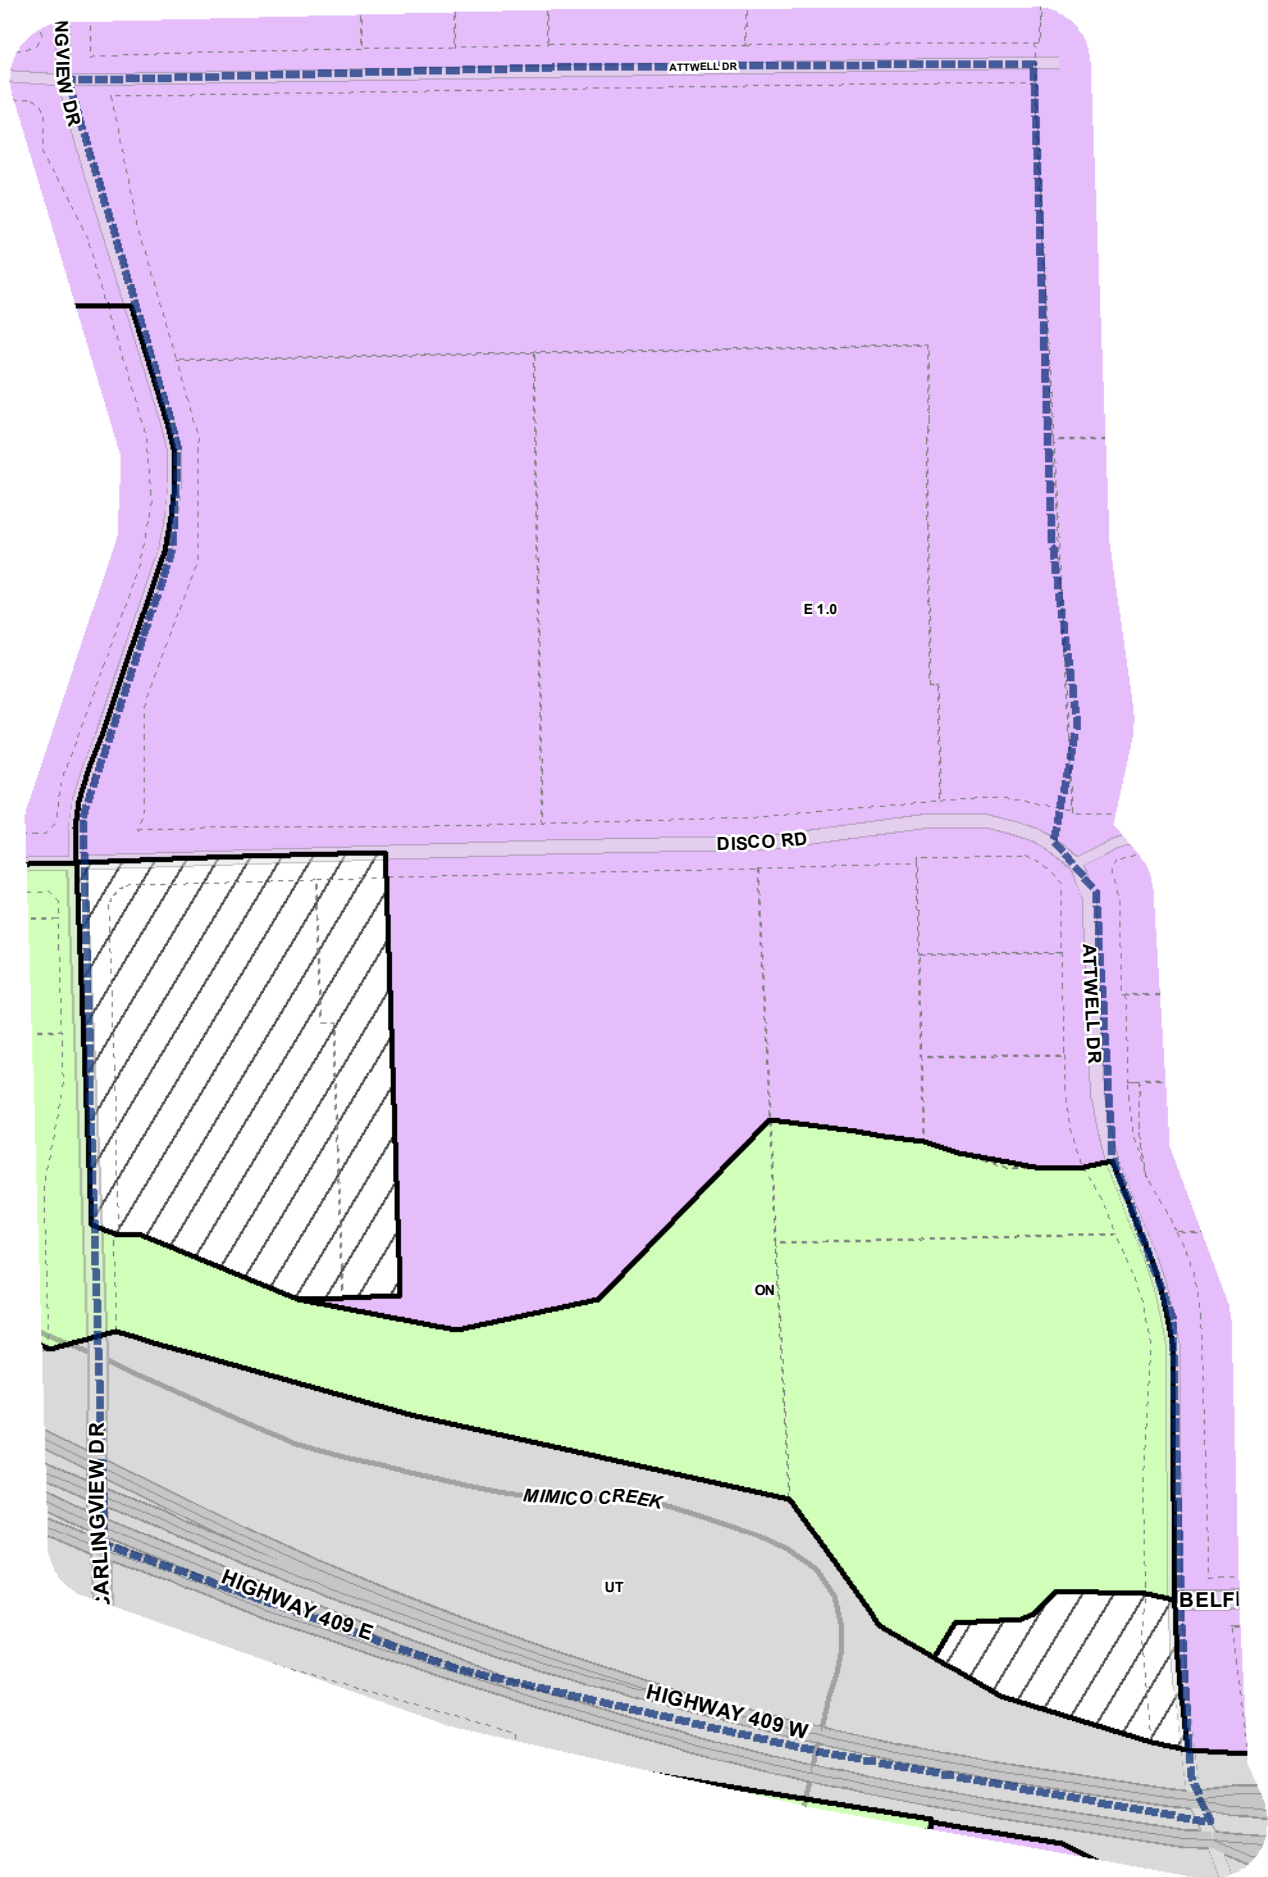 NGVIEW DR
ATTWELL DR
E 1.0
DISCO RD
ATTWELL DR
ON
CARLINGVIEW DR
MIMICO CREEK
UT
HIGHWAY 409 E
BELFI
HIGHWAY 409 W